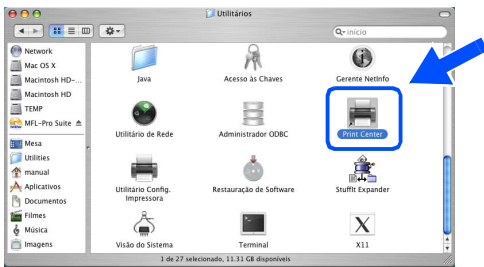 Utilitários
início
Network
Mac OS X
Macintosh HD-...
Macintosh HD
TEMP
MFL-Pro Suite
Mesa
Utilities
manual
Aplicativos
Documentos
Filmes
Música
Imagens
Java
Acesso às Chaves
Gerente NetInfo
Utilitário de Rede
Administrador ODBC
Print Center
Utilitário Config.
Impressora
Restauração de Software
StuffIt Expander
Visão do Sistema
Terminal
X11
1 de 27 selecionado, 11.31 GB disponíveis